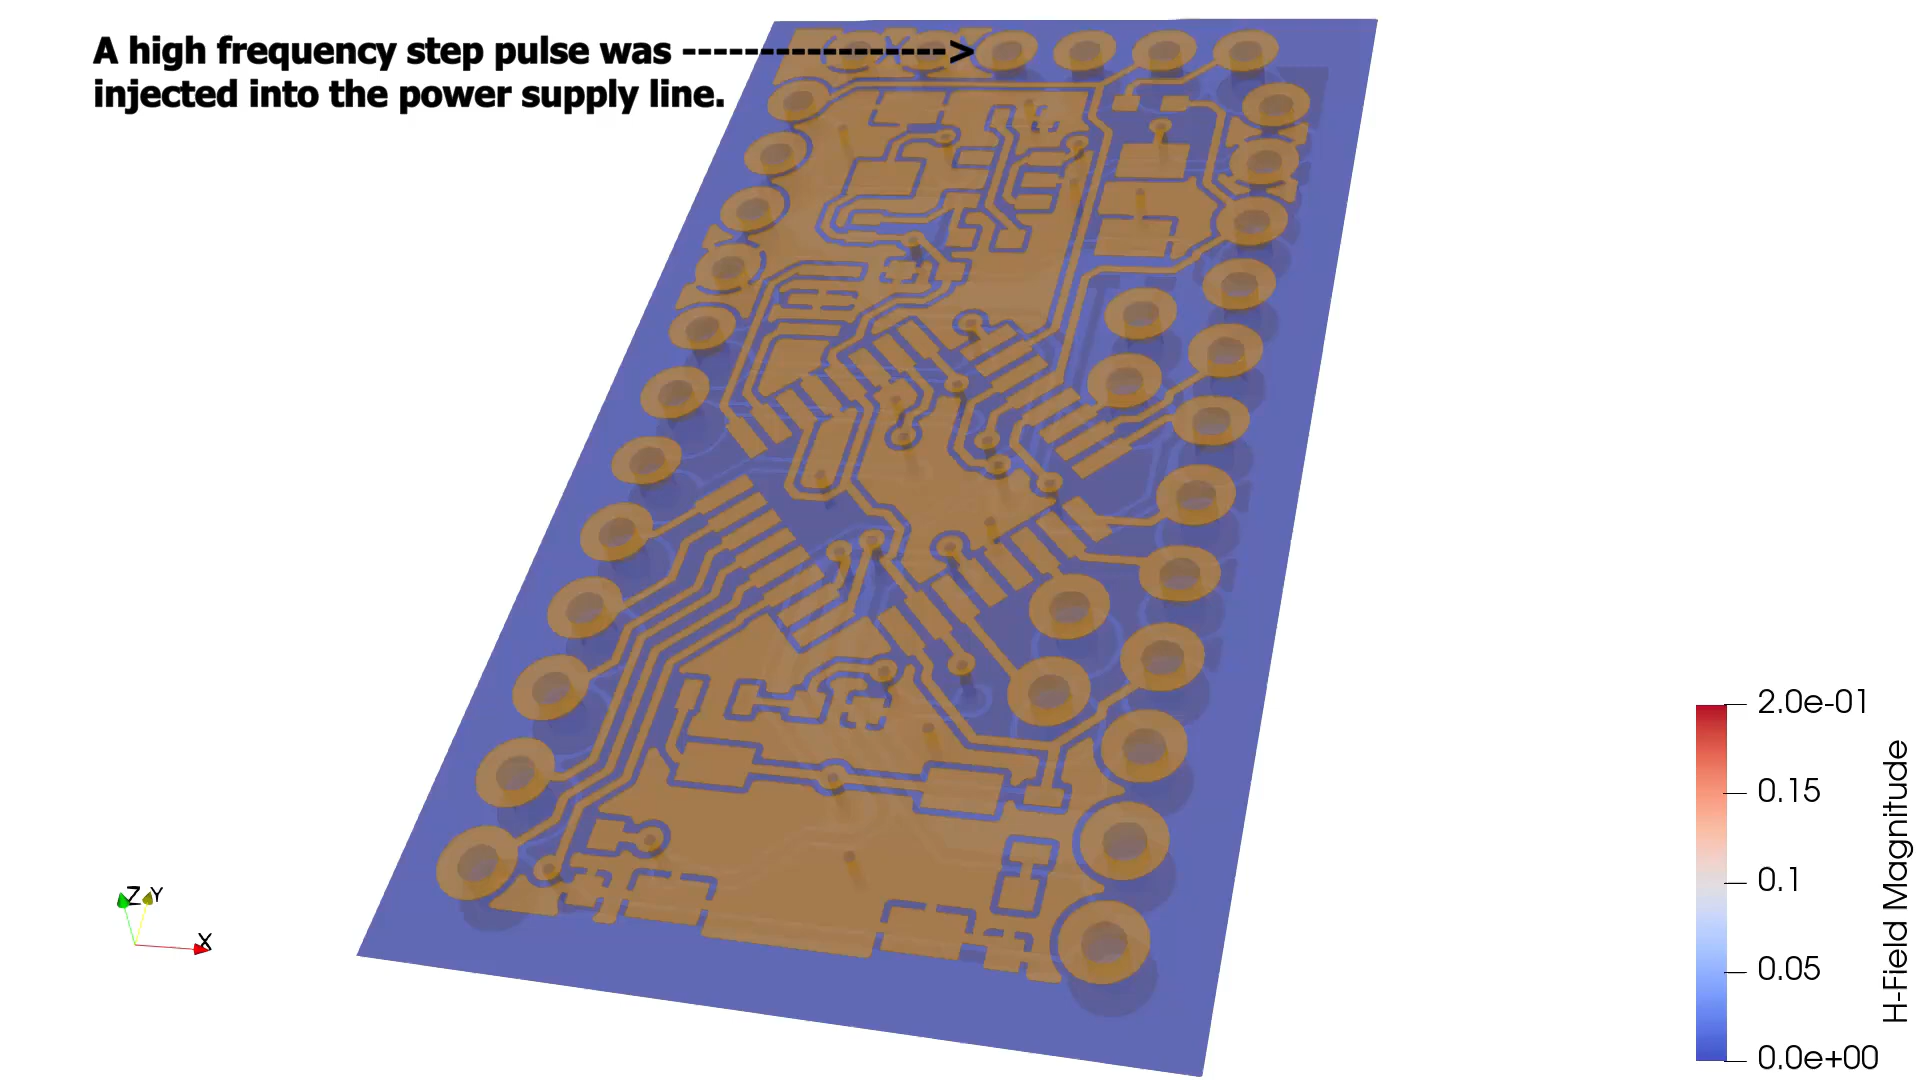 A high frequency step pulse was ----------------->
injected into the power supply line.
2.0e-01
0.15
0.1
0.05
0.0e+00
H-Field Magnitude
Z Y
X